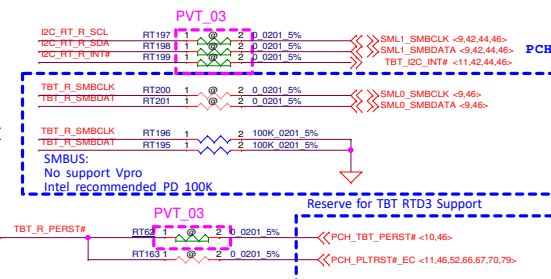 PVT_03
I2C_RT_R_SCL RT197 1 @ 2 0_0201_5% SML1_SMBCLK <9,42,44,46>
I2C_RT_R_SDA RT198 1 @ 2 0_0201_5% SML1_SMBDATA <9,42,44,46> PCH
I2C_RT_R_INT# RT199 1 @ 2 0_0201_5% TBT_I2C_INT# <11,42,44,46>
TBT_R_SMBCLK RT200 1 @ 2 0_0201_5% SML0_SMBCLK <9,46>
TBT_R_SMBDAT RT201 1 @ 2 0_0201_5% SML0_SMBDATA <9,46>
TBT_R_SMBCLK RT196 1 2 100K_0201_5%
TBT_R_SMBDAT RT195 1 2 100K_0201_5%
SMBUS:
No support Vpro
Intel recommended PD 100K
Reserve for TBT RTD3 Support
PVT_03
TBT_R_PERST# RT62 1 @ 2 0_0201_5% PCH_TBT_PERST# <10,46>
RT163 1 @ 2 0_0201_5% PCH_PLTRST#_EC <11,46,52,66,67,70,79>